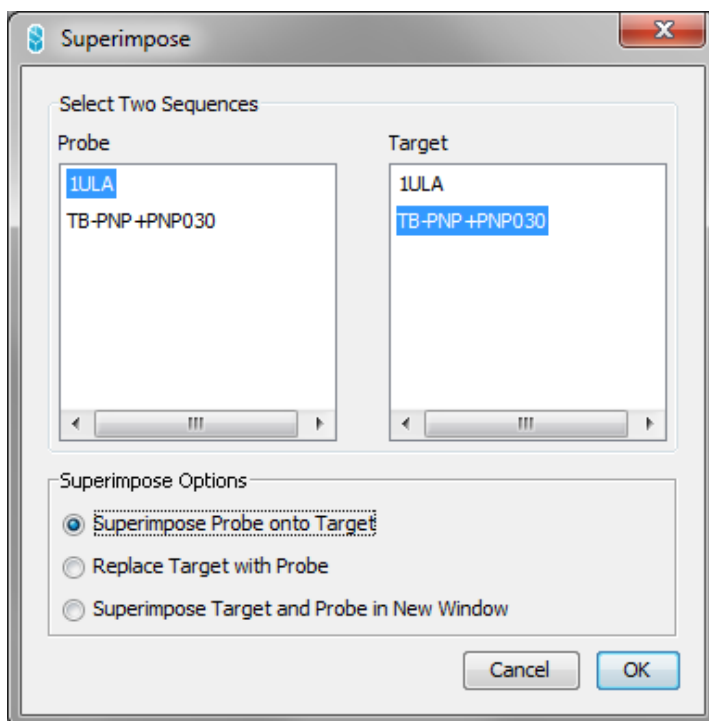 Superimpose
Select Two Sequences
Probe
Target
1ULA
TB-PNP+PNP030
1ULA
TB-PNP+PNP030
Superimpose Options
Superimpose Probe onto Target
Replace Target with Probe
Superimpose Target and Probe in New Window
Cancel
OK